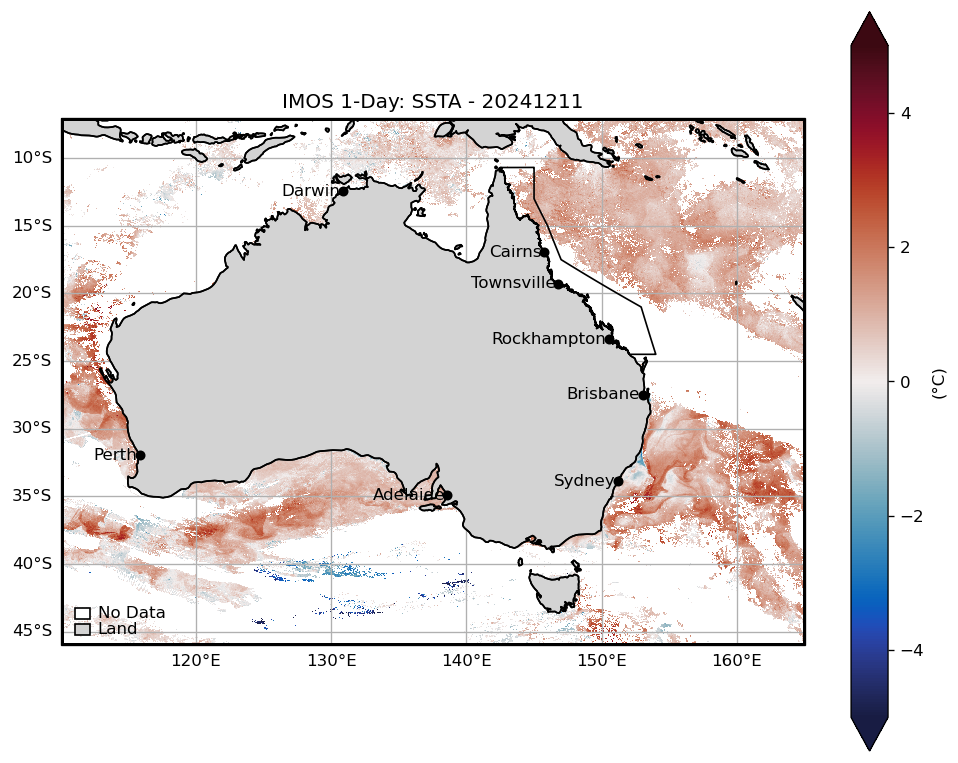 IMOS 1-Day: SSTA - 20241211
4
2
0
−2
−4
(°C)
10°S
15°S
20°S
25°S
30°S
35°S
40°S
45°S
Darwin
Cairns
Townsville
Rockhampton
Brisbane
Perth
Sydney
Adelaide
No Data
Land
120°E 130°E 140°E 150°E 160°E